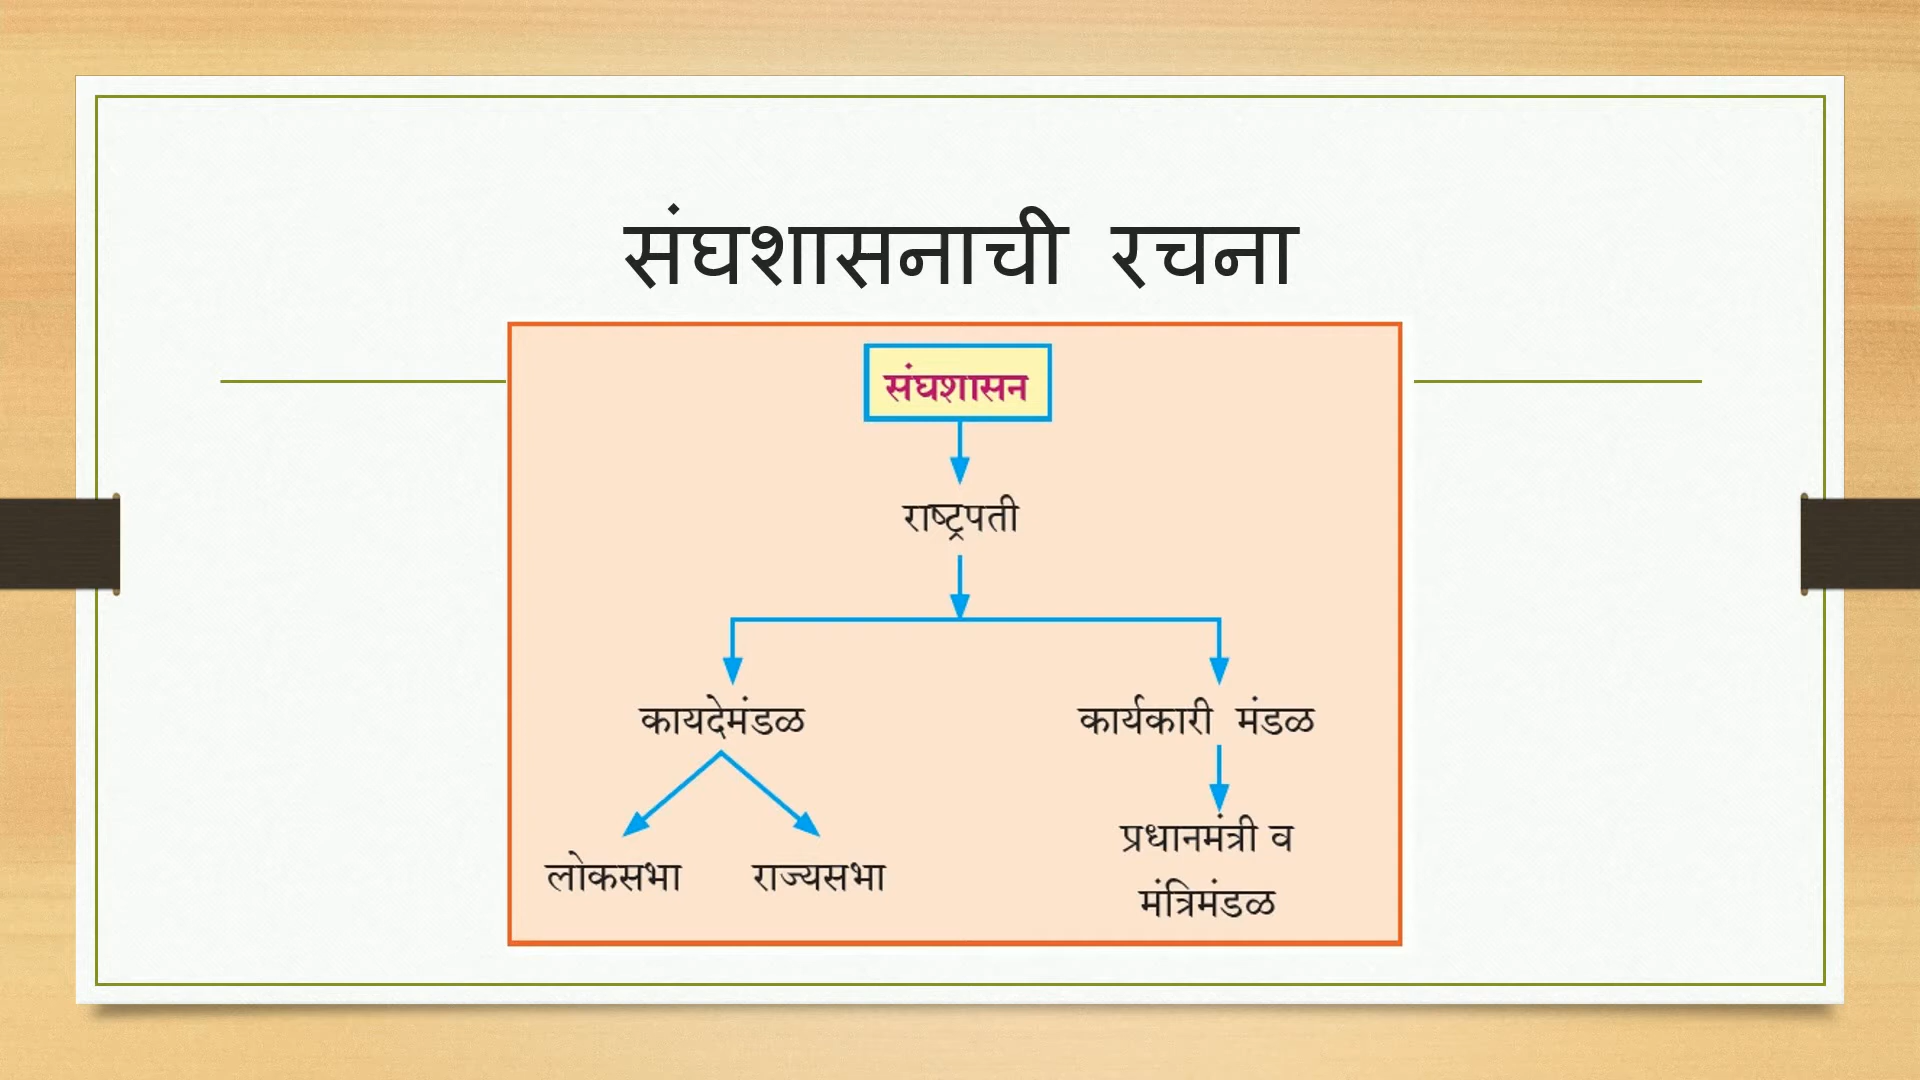 संघशासनाची रचना
संघशासन
राष्ट्रपती
कायदेमंडळ
कार्यकारी मंडळ
लोकसभा
राज्यसभा
प्रधानमंत्री व
मंत्रिमंडळ